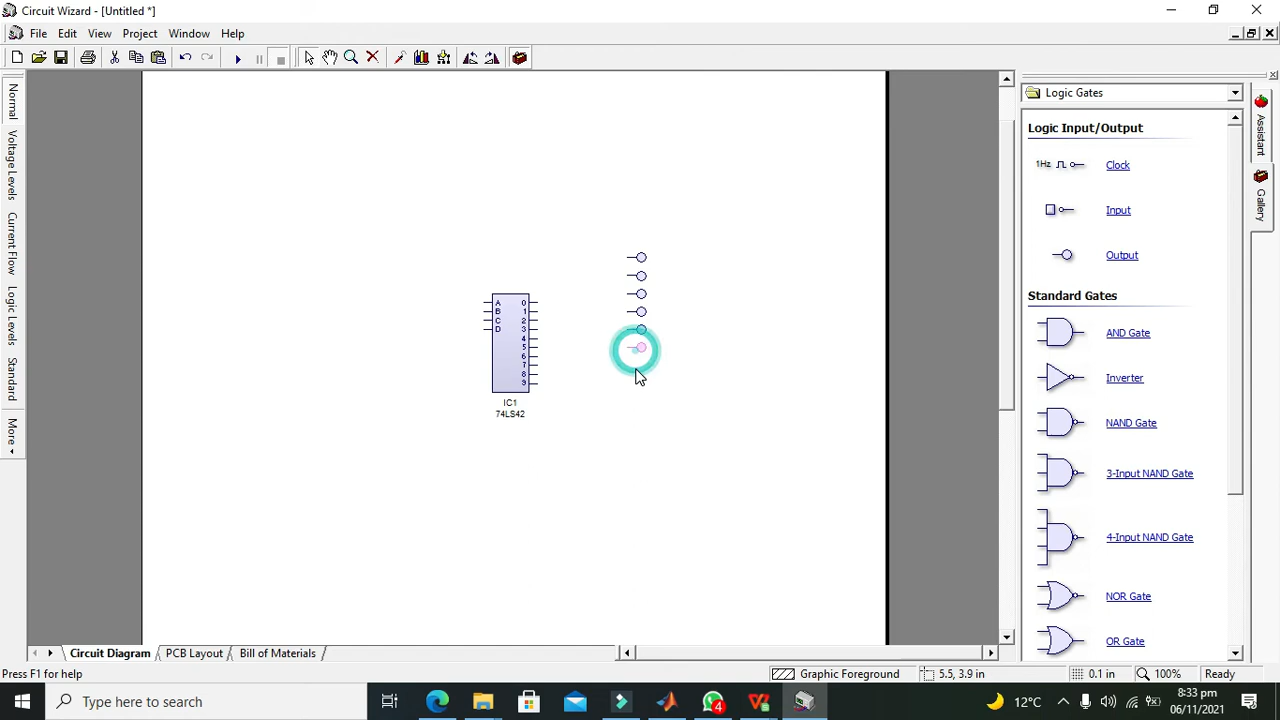 Circuit Wizard - [Untitled *]
File Edit View Project Window Help
Normal
Voltage Levels
Current Flow
Logic Levels
Standard
More
A 0
B 1
C 2
D 3
4
5
6
7
8
9
IC1
74LS42
Logic Gates
Logic Input/Output
1Hz Clock
Input
Output
Standard Gates
AND Gate
Inverter
NAND Gate
3-Input NAND Gate
4-Input NAND Gate
NOR Gate
OR Gate
Assistant
Gallery
Circuit Diagram PCB Layout Bill of Materials
Press F1 for help Graphic Foreground 5.5, 3.9 in 0.1 in 100% Ready
Type here to search 4 12°C 8:33 pm
06/11/2021